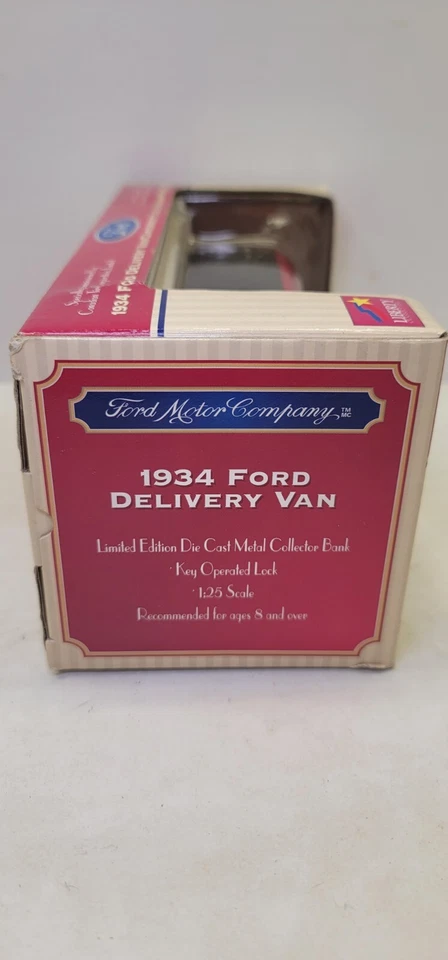 Ford
1934 FORD DELIVERY VAN
LIBERTY
Ford Motor Company ™
MC
1934 FORD
DELIVERY VAN
Limited Edition Die Cast Metal Collector Bank
· Key Operated Lock
· 1:25 Scale
Recommended for ages 8 and over